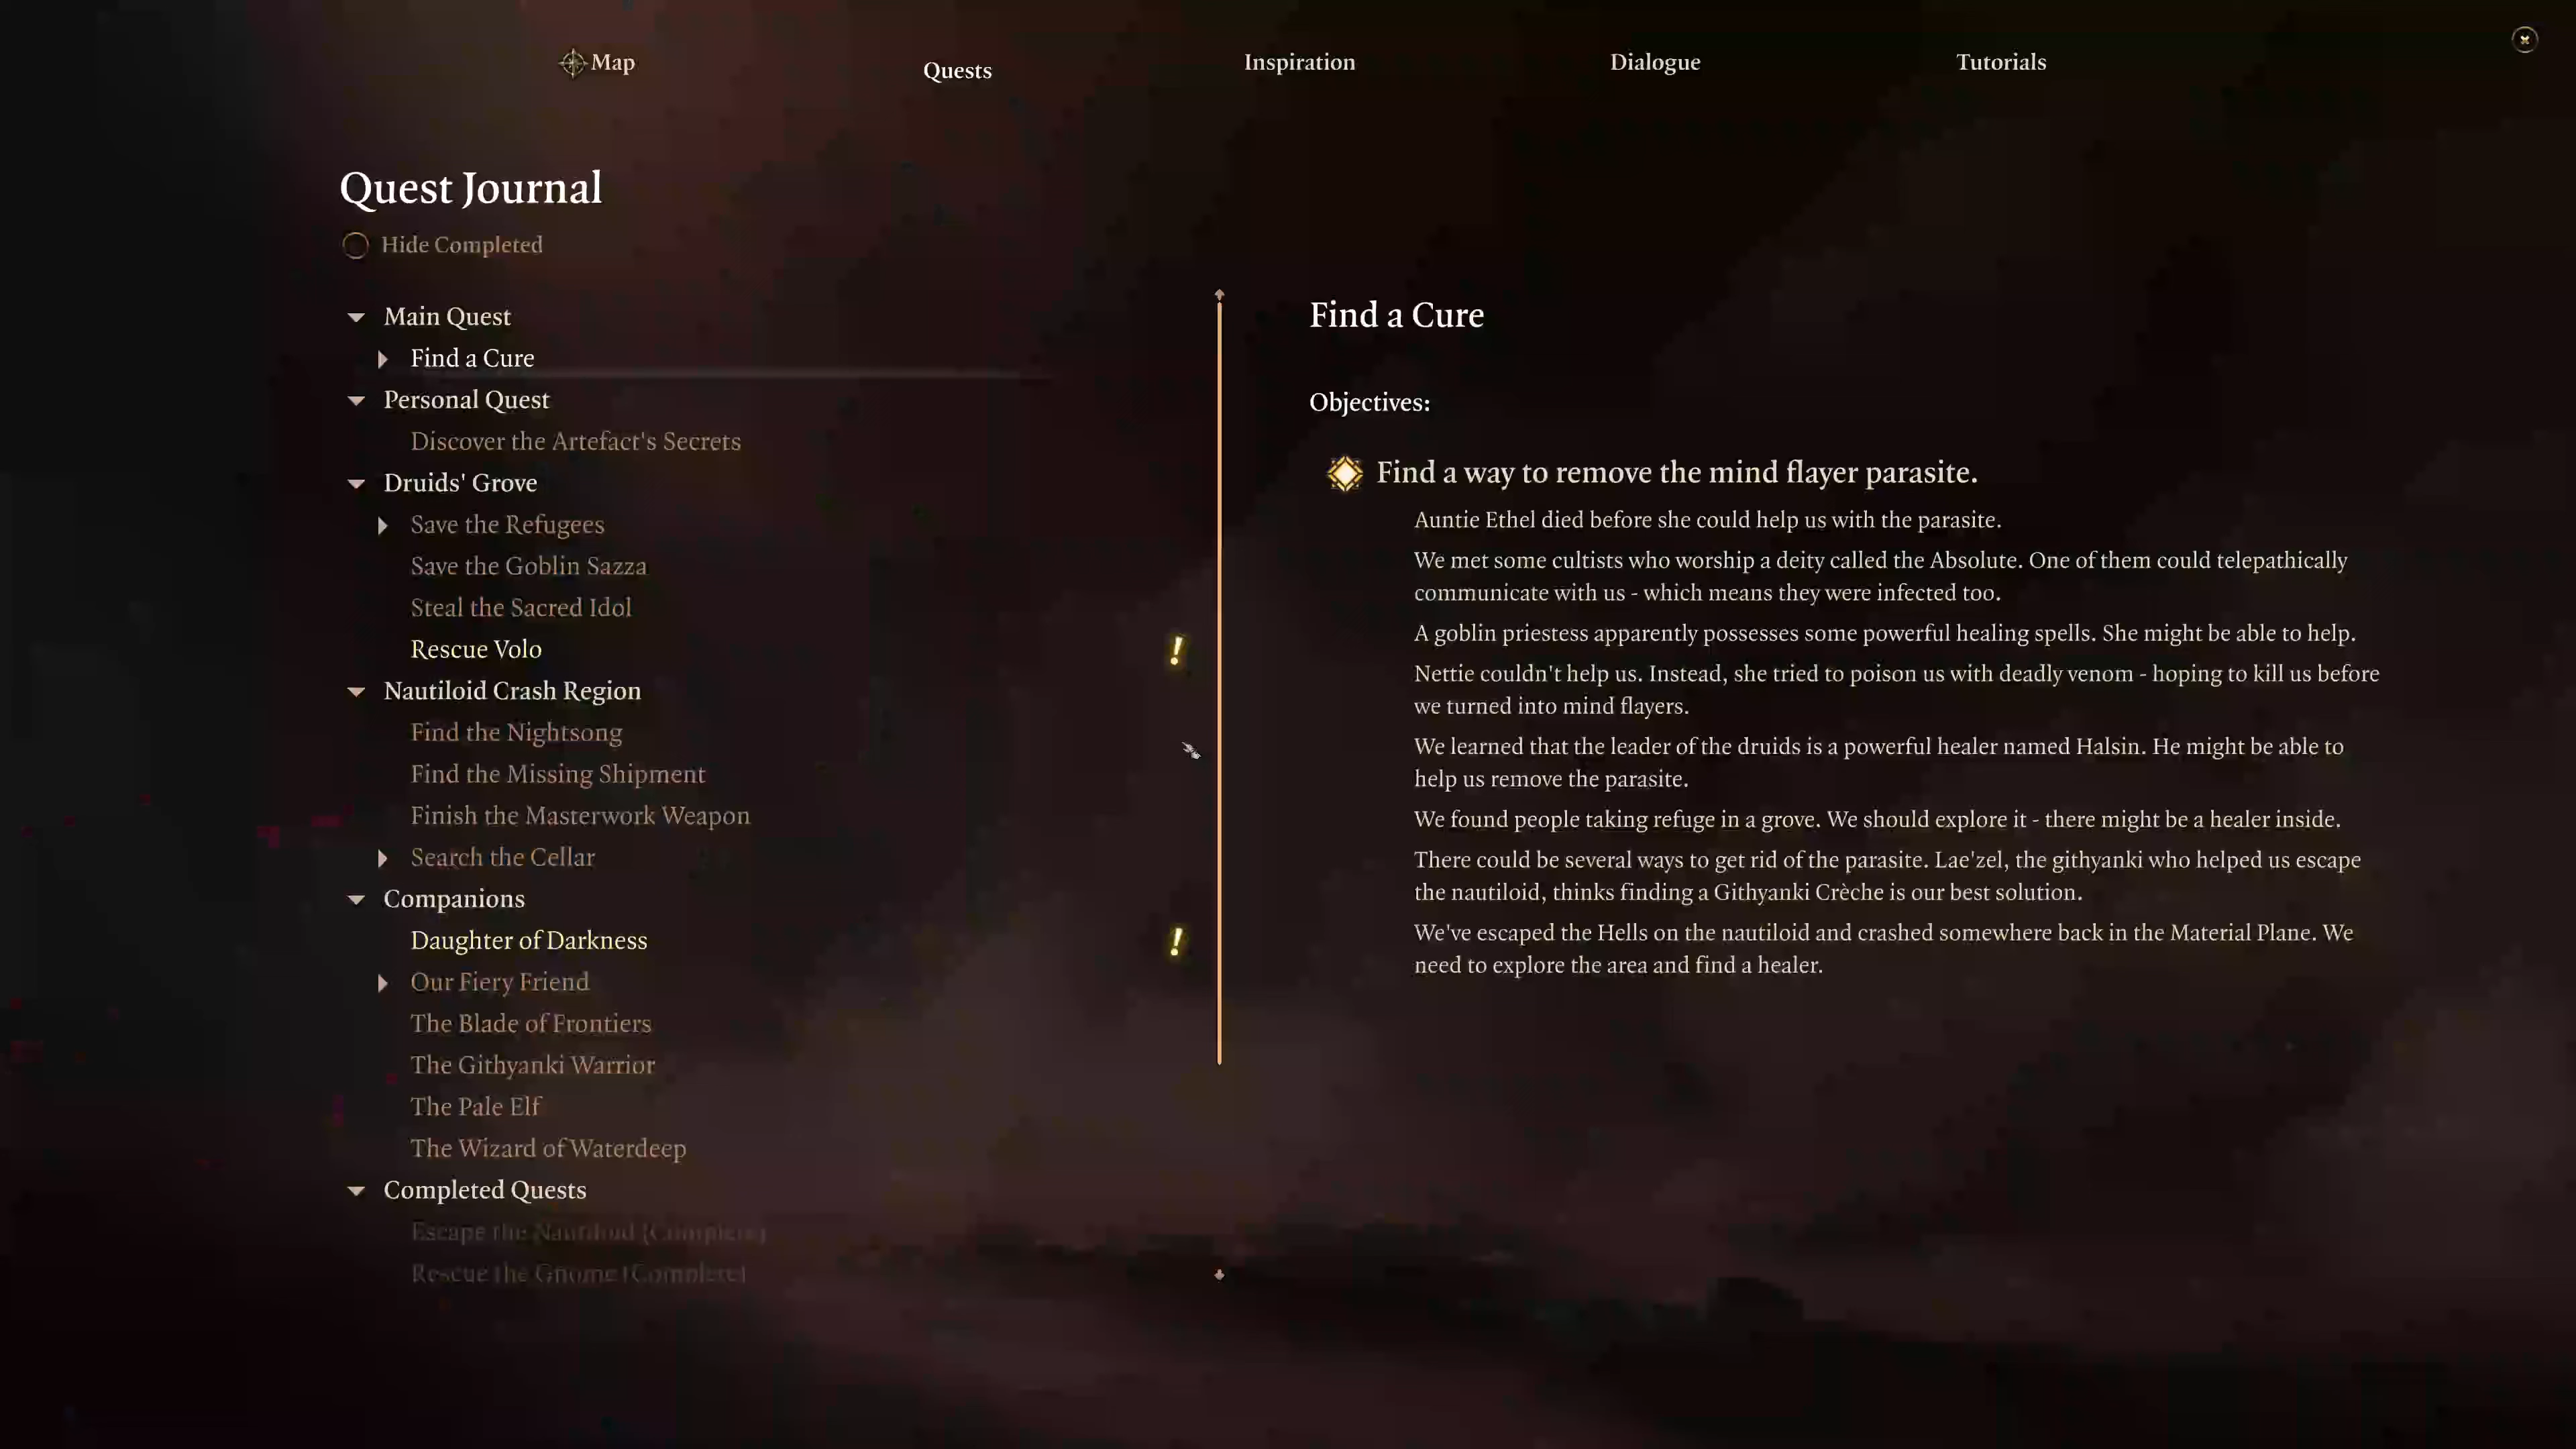 Map
Quests
Inspiration
Dialogue
Tutorials
Quest Journal
Hide Completed
Main Quest
Find a Cure
Personal Quest
Discover the Artefact's Secrets
Druids' Grove
Save the Refugees
Save the Goblin Sazza
Steal the Sacred Idol
Rescue Volo
!
Nautiloid Crash Region
Find the Nightsong
Find the Missing Shipment
Finish the Masterwork Weapon
Search the Cellar
Companions
Daughter of Darkness
!
Our Fiery Friend
The Blade of Frontiers
The Githyanki Warrior
The Pale Elf
The Wizard of Waterdeep
Completed Quests
Escape the Nautiloid (Complete)
Rescue the Gnome (Complete)
Find a Cure
Objectives:
Find a way to remove the mind flayer parasite.
Auntie Ethel died before she could help us with the parasite.
We met some cultists who worship a deity called the Absolute. One of them could telepathically
communicate with us - which means they were infected too.
A goblin priestess apparently possesses some powerful healing spells. She might be able to help.
Nettie couldn't help us. Instead, she tried to poison us with deadly venom - hoping to kill us before
we turned into mind flayers.
We learned that the leader of the druids is a powerful healer named Halsin. He might be able to
help us remove the parasite.
We found people taking refuge in a grove. We should explore it - there might be a healer inside.
There could be several ways to get rid of the parasite. Lae'zel, the githyanki who helped us escape
the nautiloid, thinks finding a Githyanki Crèche is our best solution.
We've escaped the Hells on the nautiloid and crashed somewhere back in the Material Plane. We
need to explore the area and find a healer.